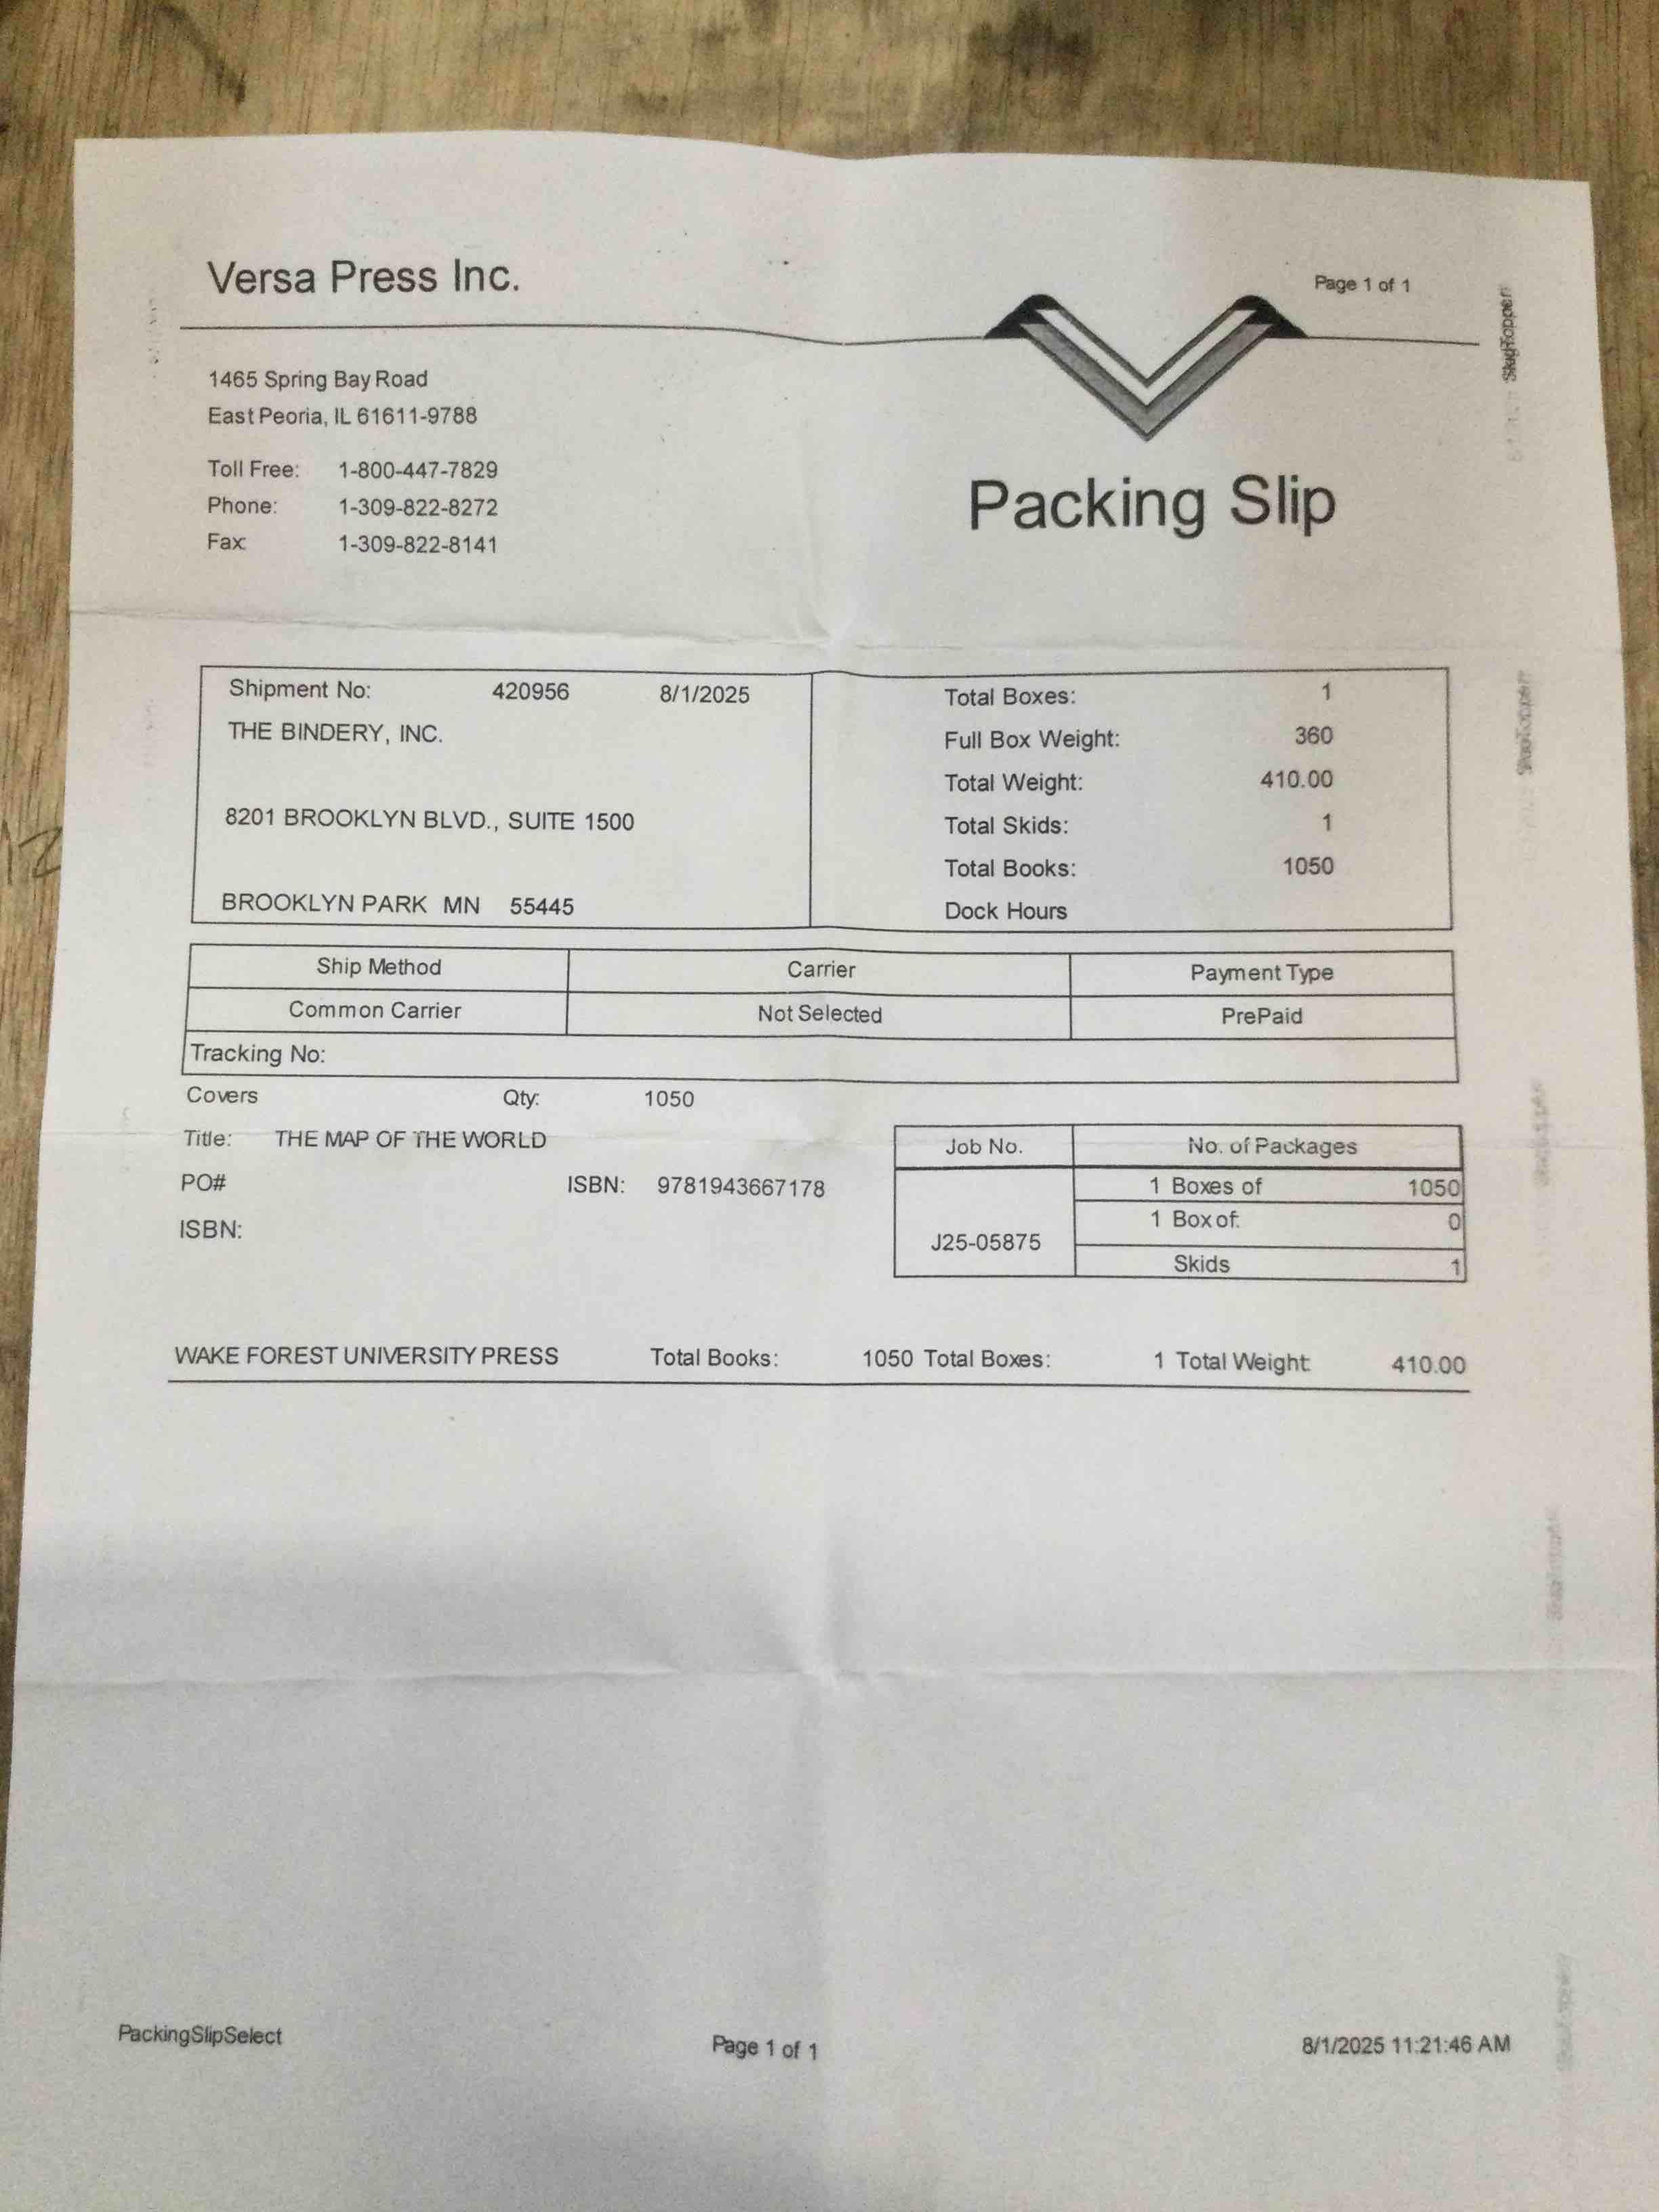 Versa Press Inc.
Page 1 of 1
1465 Spring Bay Road
East Peoria, IL 61611-9788
Toll Free: 1-800-447-7829
Phone: 1-309-822-8272
Fax: 1-309-822-8141
Packing Slip
Shipment No: 420956 8/1/2025
THE BINDERY, INC.
8201 BROOKLYN BLVD., SUITE 1500
BROOKLYN PARK MN 55445
Total Boxes: 1
Full Box Weight: 360
Total Weight: 410.00
Total Skids: 1
Total Books: 1050
Dock Hours
Ship Method Carrier Payment Type
Common Carrier Not Selected PrePaid
Tracking No:
Covers Qty: 1050
Title: THE MAP OF THE WORLD
PO# ISBN: 9781943667178
ISBN:
Job No. No. of Packages
J25-05875
1 Boxes of 1050
1 Box of: 0
Skids 1
WAKE FOREST UNIVERSITY PRESS Total Books: 1050 Total Boxes: 1 Total Weight: 410.00
PackingSlipSelect Page 1 of 1 8/1/2025 11:21:46 AM
12